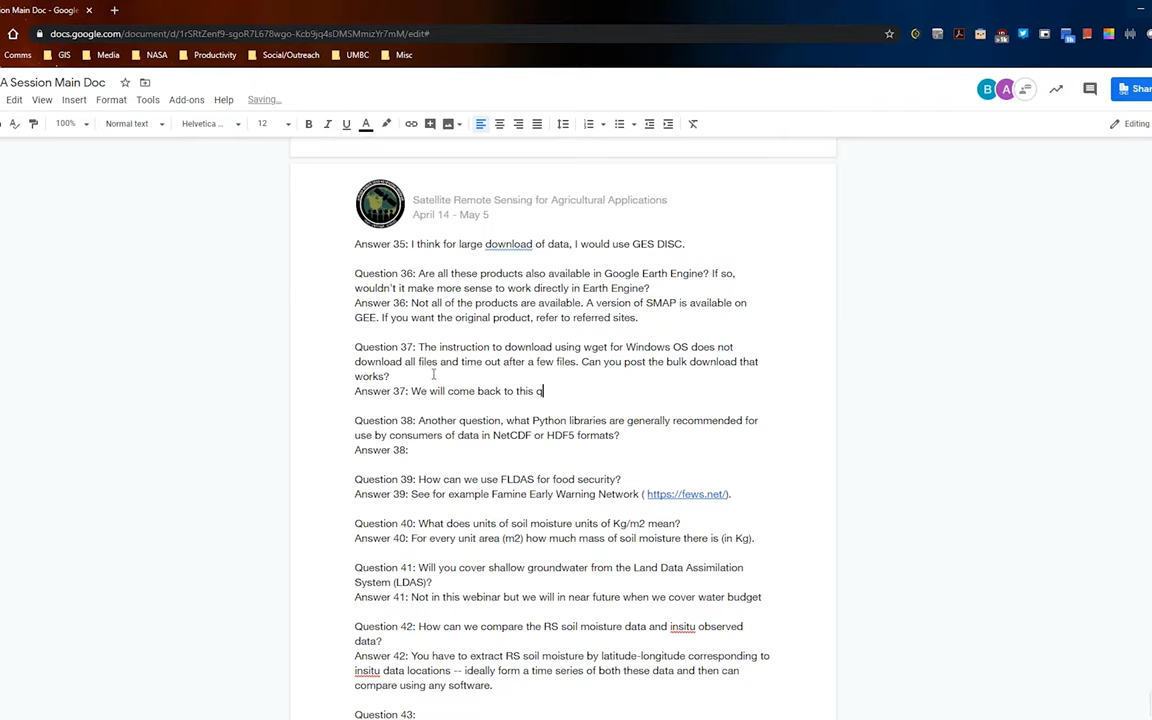 on Main Doc - Google
docs.google.com/document/d/1rSRtZenf9-sgoR7L678wgo-Kcb9jq4sDMSMmizYr7mM/edit#
Comms GIS Media NASA Productivity Social/Outreach UMBC Misc
A Session Main Doc
Edit View Insert Format Tools Add-ons Help Saving...
B A Shar
100% Normal text Helvetica ... 12 B I U A Editing
Satellite Remote Sensing for Agricultural Applications
April 14 - May 5
Answer 35: I think for large download of data, I would use GES DISC.
Question 36: Are all these products also available in Google Earth Engine? If so,
wouldn't it make more sense to work directly in Earth Engine?
Answer 36: Not all of the products are available. A version of SMAP is available on
GEE. If you want the original product, refer to referred sites.
Question 37: The instruction to download using wget for Windows OS does not
download all files and time out after a few files. Can you post the bulk download that
works?
Answer 37: We will come back to this q
Question 38: Another question, what Python libraries are generally recommended for
use by consumers of data in NetCDF or HDF5 formats?
Answer 38:
Question 39: How can we use FLDAS for food security?
Answer 39: See for example Famine Early Warning Network ( https://fews.net/).
Question 40: What does units of soil moisture units of Kg/m2 mean?
Answer 40: For every unit area (m2) how much mass of soil moisture there is (in Kg).
Question 41: Will you cover shallow groundwater from the Land Data Assimilation
System (LDAS)?
Answer 41: Not in this webinar but we will in near future when we cover water budget
Question 42: How can we compare the RS soil moisture data and insitu observed
data?
Answer 42: You have to extract RS soil moisture by latitude-longitude corresponding to
insitu data locations -- ideally form a time series of both these data and then can
compare using any software.
Question 43: